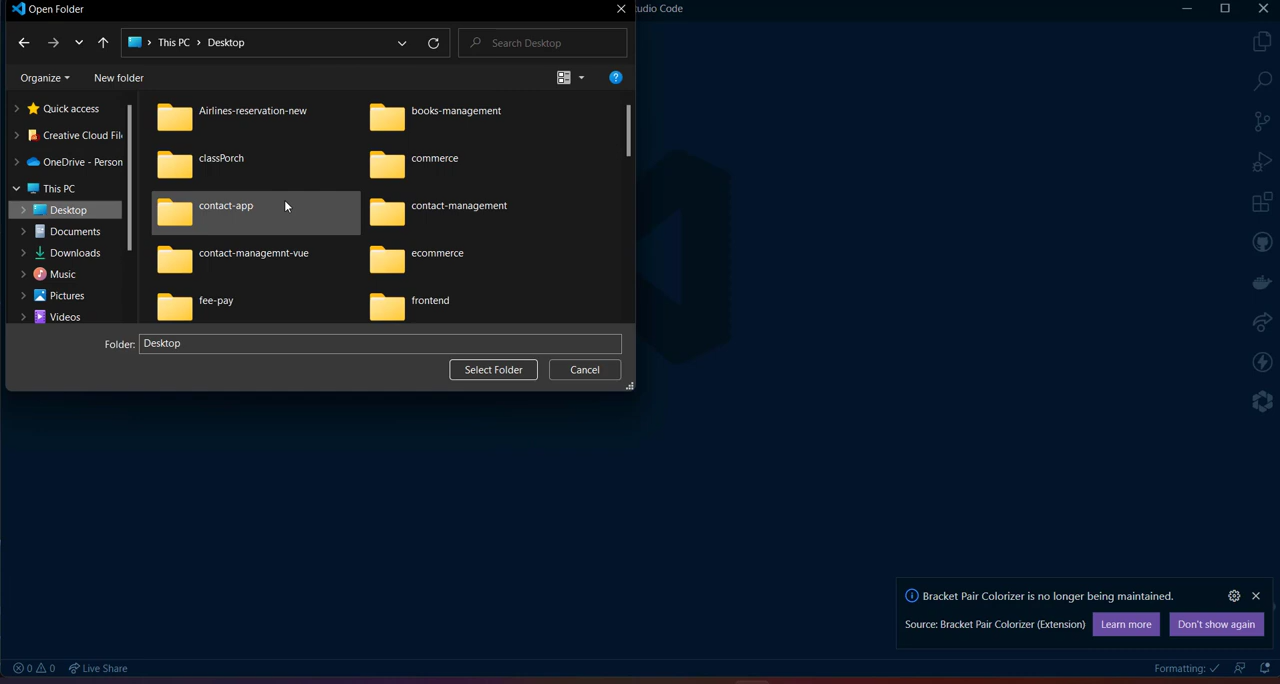 Open Folder
udio Code
This PC > Desktop
Search Desktop
Organize
New folder
Quick access
Creative Cloud Fil
OneDrive - Person
This PC
Desktop
Documents
Downloads
Music
Pictures
Videos
Airlines-reservation-new
books-management
classPorch
commerce
contact-app
contact-management
contact-managemnt-vue
ecommerce
fee-pay
frontend
Folder: Desktop
Select Folder
Cancel
Bracket Pair Colorizer is no longer being maintained.
Source: Bracket Pair Colorizer (Extension)
Learn more
Don't show again
0 0 Live Share
Formatting: ✓